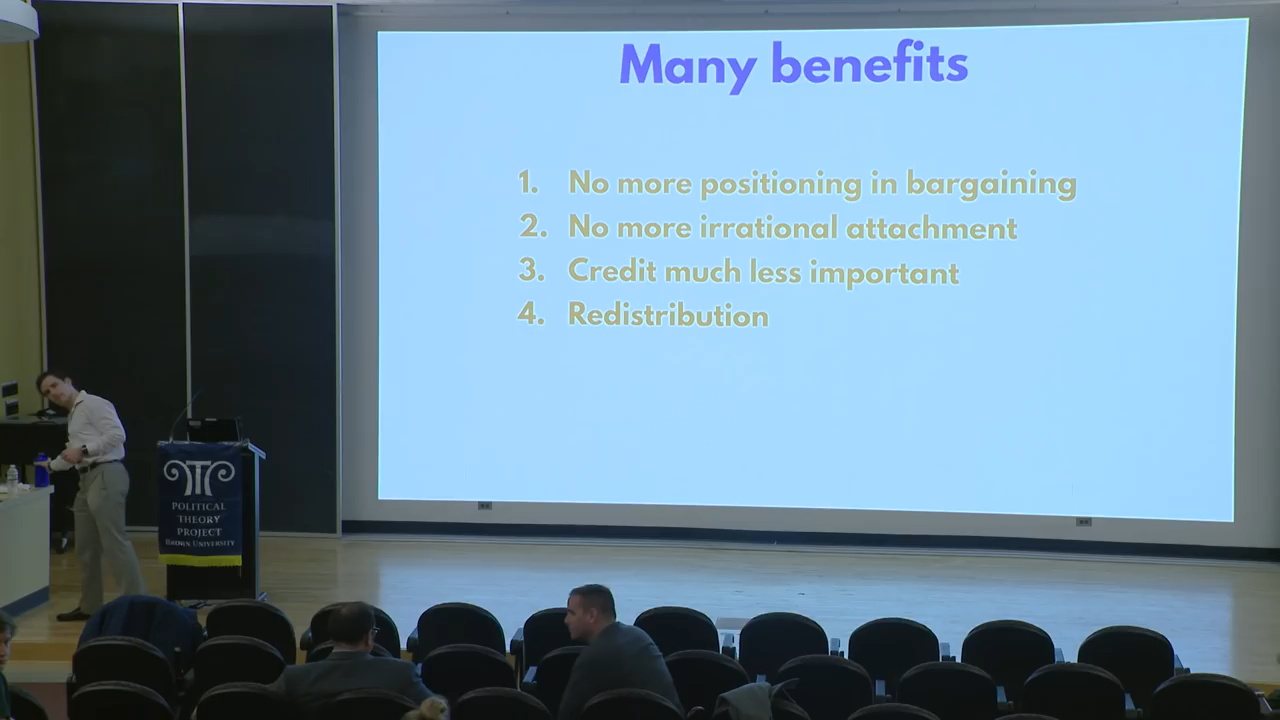 Many benefits
1. No more positioning in bargaining
2. No more irrational attachment
3. Credit much less important
4. Redistribution
POLITICAL
THEORY
PROJECT
BROWN UNIVERSITY